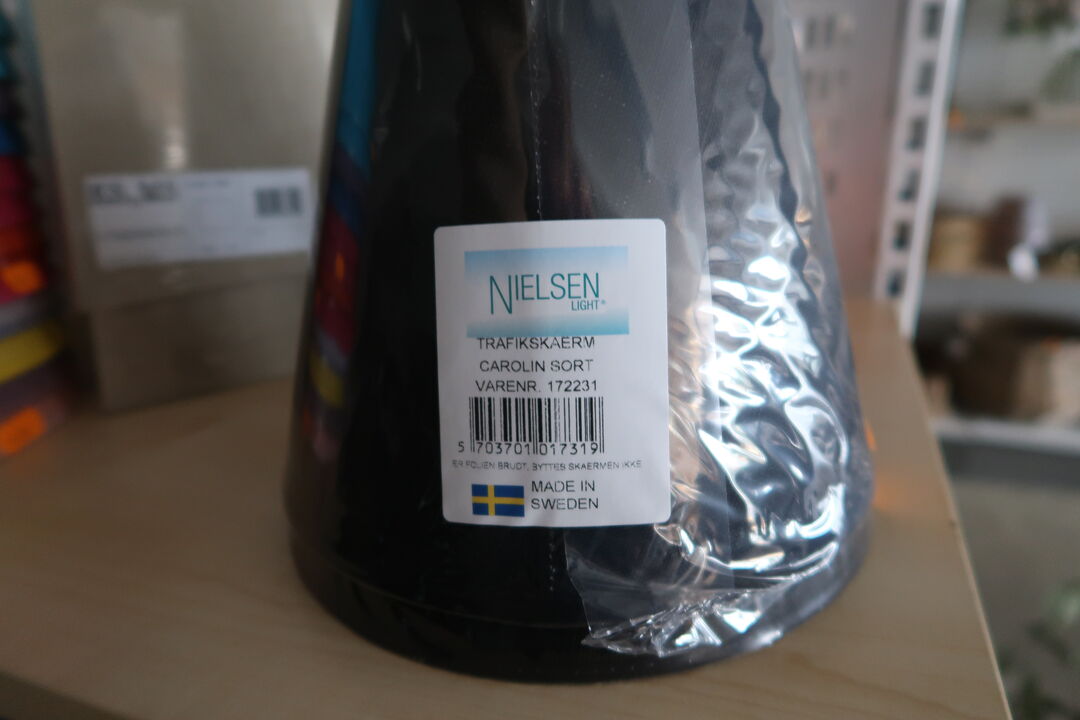 NIELSEN
LIGHT®
TRAFIKSKAERM
CAROLIN SORT
VARENR. 172231
5 703701 017319
ER FOLIEN BRUDT, BYTTES SKAERMEN IKKE
MADE IN
SWEDEN